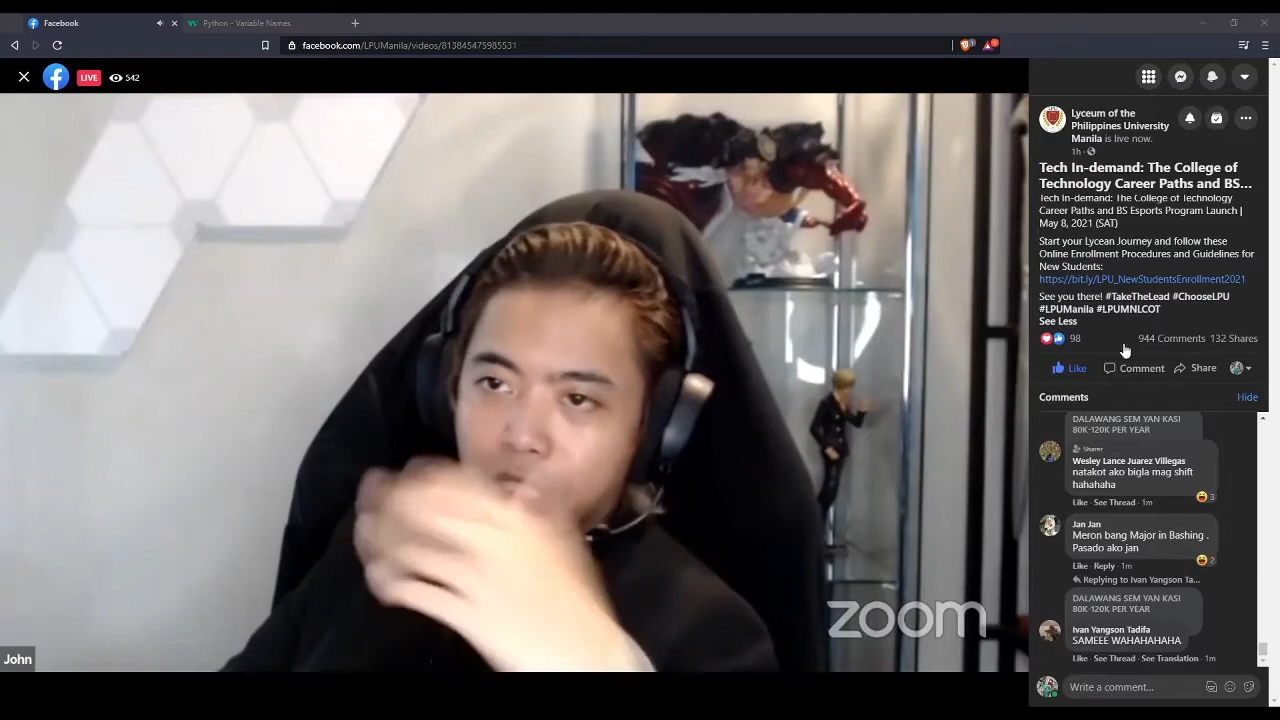 Facebook
Python - Variable Names
facebook.com/LPUManila/videos/813845475985531
LIVE
542
Lyceum of the
Philippines University
Manila is live now.
1h
Tech In-demand: The College of
Technology Career Paths and BS...
Tech In-demand: The College of Technology
Career Paths and BS Esports Program Launch |
May 8, 2021 (SAT)
Start your Lycean Journey and follow these
Online Enrollment Procedures and Guidelines for
New Students:
https://bit.ly/LPU_NewStudentsEnrollment2021
See you there! #TakeTheLead #ChooseLPU
#LPUManila #LPUMNLCOT
See Less
98 944 Comments 132 Shares
Like Comment Share
Comments Hide
DALAWANG SEM YAN KASI
80K-120K PER YEAR
Sharer
Wesley Lance Juarez Villegas
natakot ako bigla mag shift
hahahaha
3
Like · See Thread · 1m
Jan Jan
Meron bang Major in Bashing .
Pasado ako jan
2
Like · Reply · 1m
Replying to Ivan Yangson Ta...
DALAWANG SEM YAN KASI
80K-120K PER YEAR
Ivan Yangson Tadifa
SAMEEE WAHAHAHAHA
Like · See Thread · See Translation · 1m
Write a comment...
zoom
John